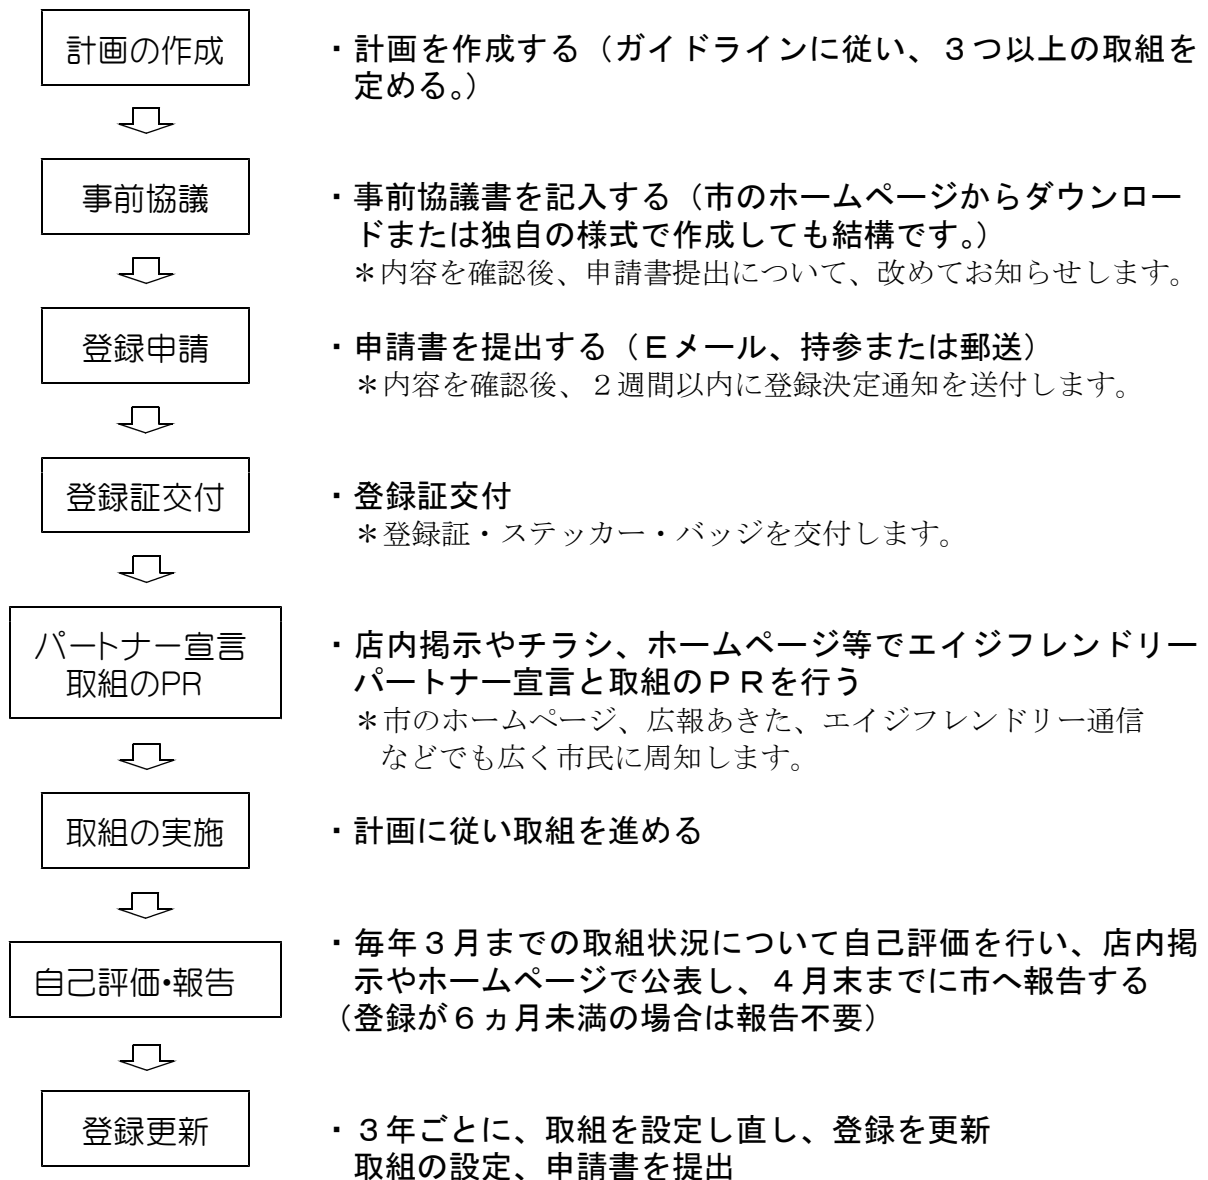 計画の作成
・計画を作成する（ガイドラインに従い、３つ以上の取組を
定める。）
事前協議
・事前協議書を記入する（市のホームページからダウンロー
ドまたは独自の様式で作成しても結構です。）
＊内容を確認後、申請書提出について、改めてお知らせします。
登録申請
・申請書を提出する（Ｅメール、持参または郵送）
＊内容を確認後、２週間以内に登録決定通知を送付します。
登録証交付
・登録証交付
＊登録証・ステッカー・バッジを交付します。
パートナー宣言
取組のPR
・店内掲示やチラシ、ホームページ等でエイジフレンドリー
パートナー宣言と取組のＰＲを行う
＊市のホームページ、広報あきた、エイジフレンドリー通信
などでも広く市民に周知します。
取組の実施
・計画に従い取組を進める
自己評価・報告
・毎年３月までの取組状況について自己評価を行い、店内掲
示やホームページで公表し、４月末までに市へ報告する
（登録が６ヵ月未満の場合は報告不要）
登録更新
・３年ごとに、取組を設定し直し、登録を更新
取組の設定、申請書を提出